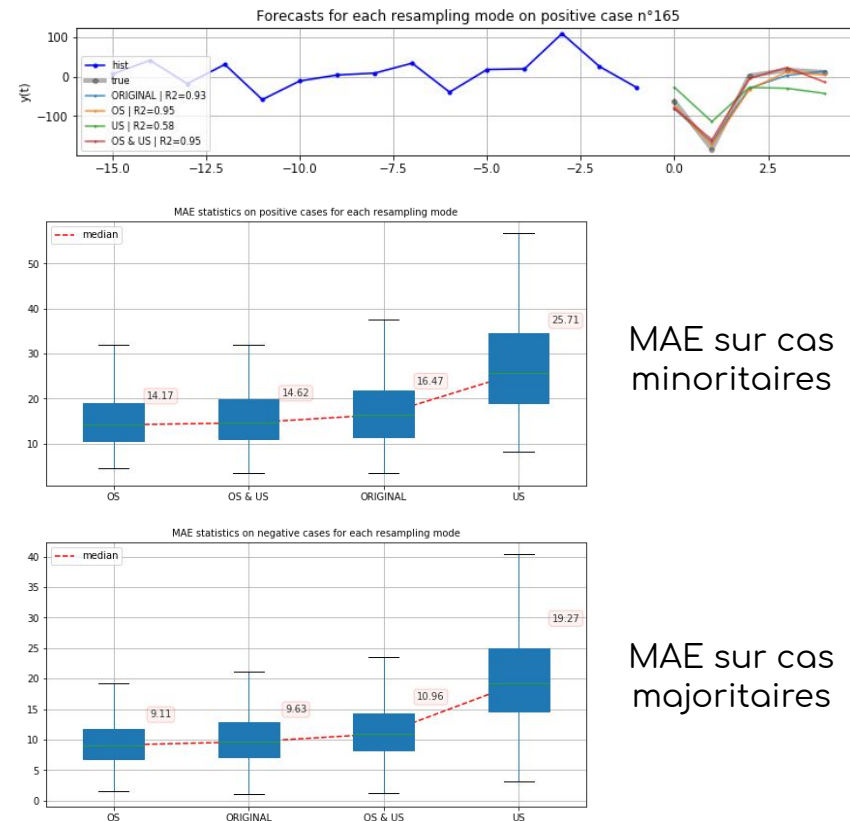 Forecasts for each resampling mode on positive case n°165
100
0
−100
y(t)
hist
true
ORIGINAL | R2=0.93
OS | R2=0.95
US | R2=0.58
OS & US | R2=0.95
−15.0 −12.5 −10.0 −7.5 −5.0 −2.5 0.0 2.5
MAE statistics on positive cases for each resampling mode
median
50
40
30
20
10
14.17
14.62
16.47
25.71
OS OS & US ORIGINAL US
MAE sur cas
minoritaires
MAE statistics on negative cases for each resampling mode
median
40
35
30
25
20
15
10
5
0
9.11
9.63
10.96
19.27
OS ORIGINAL OS & US US
MAE sur cas
majoritaires